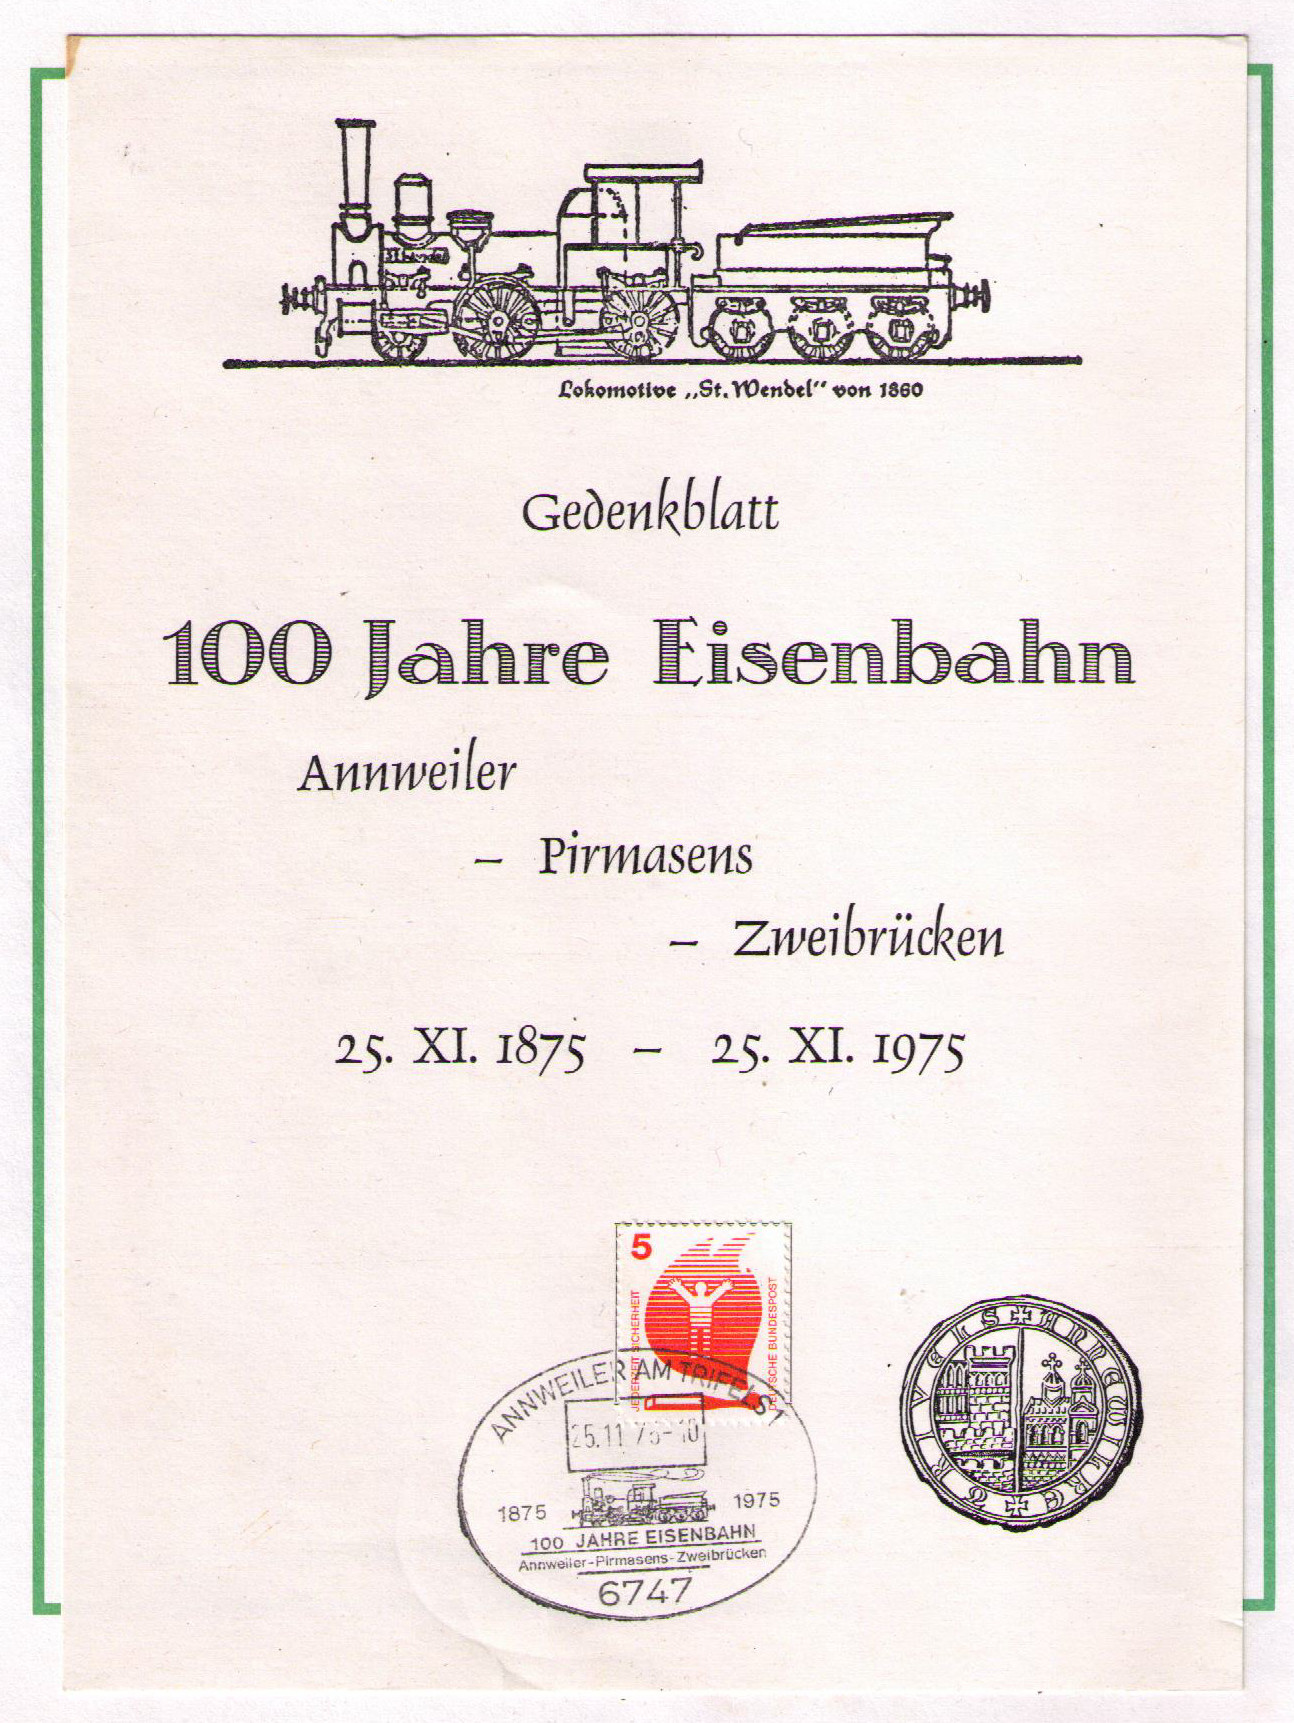 Lokomotive „St. Wendel“ von 1860
Gedenkblatt
100 Jahre Eisenbahn
Annweiler
– Pirmasens
– Zweibrücken
25. XI. 1875 – 25. XI. 1975
5
JEDERZEIT SICHERHEIT
DEUTSCHE BUNDESPOST
ANNWEILER AM TRIFELS 1
25.11.75-10
1875 1975
100 JAHRE EISENBAHN
Annweiler-Pirmasens-Zweibrücken
6747